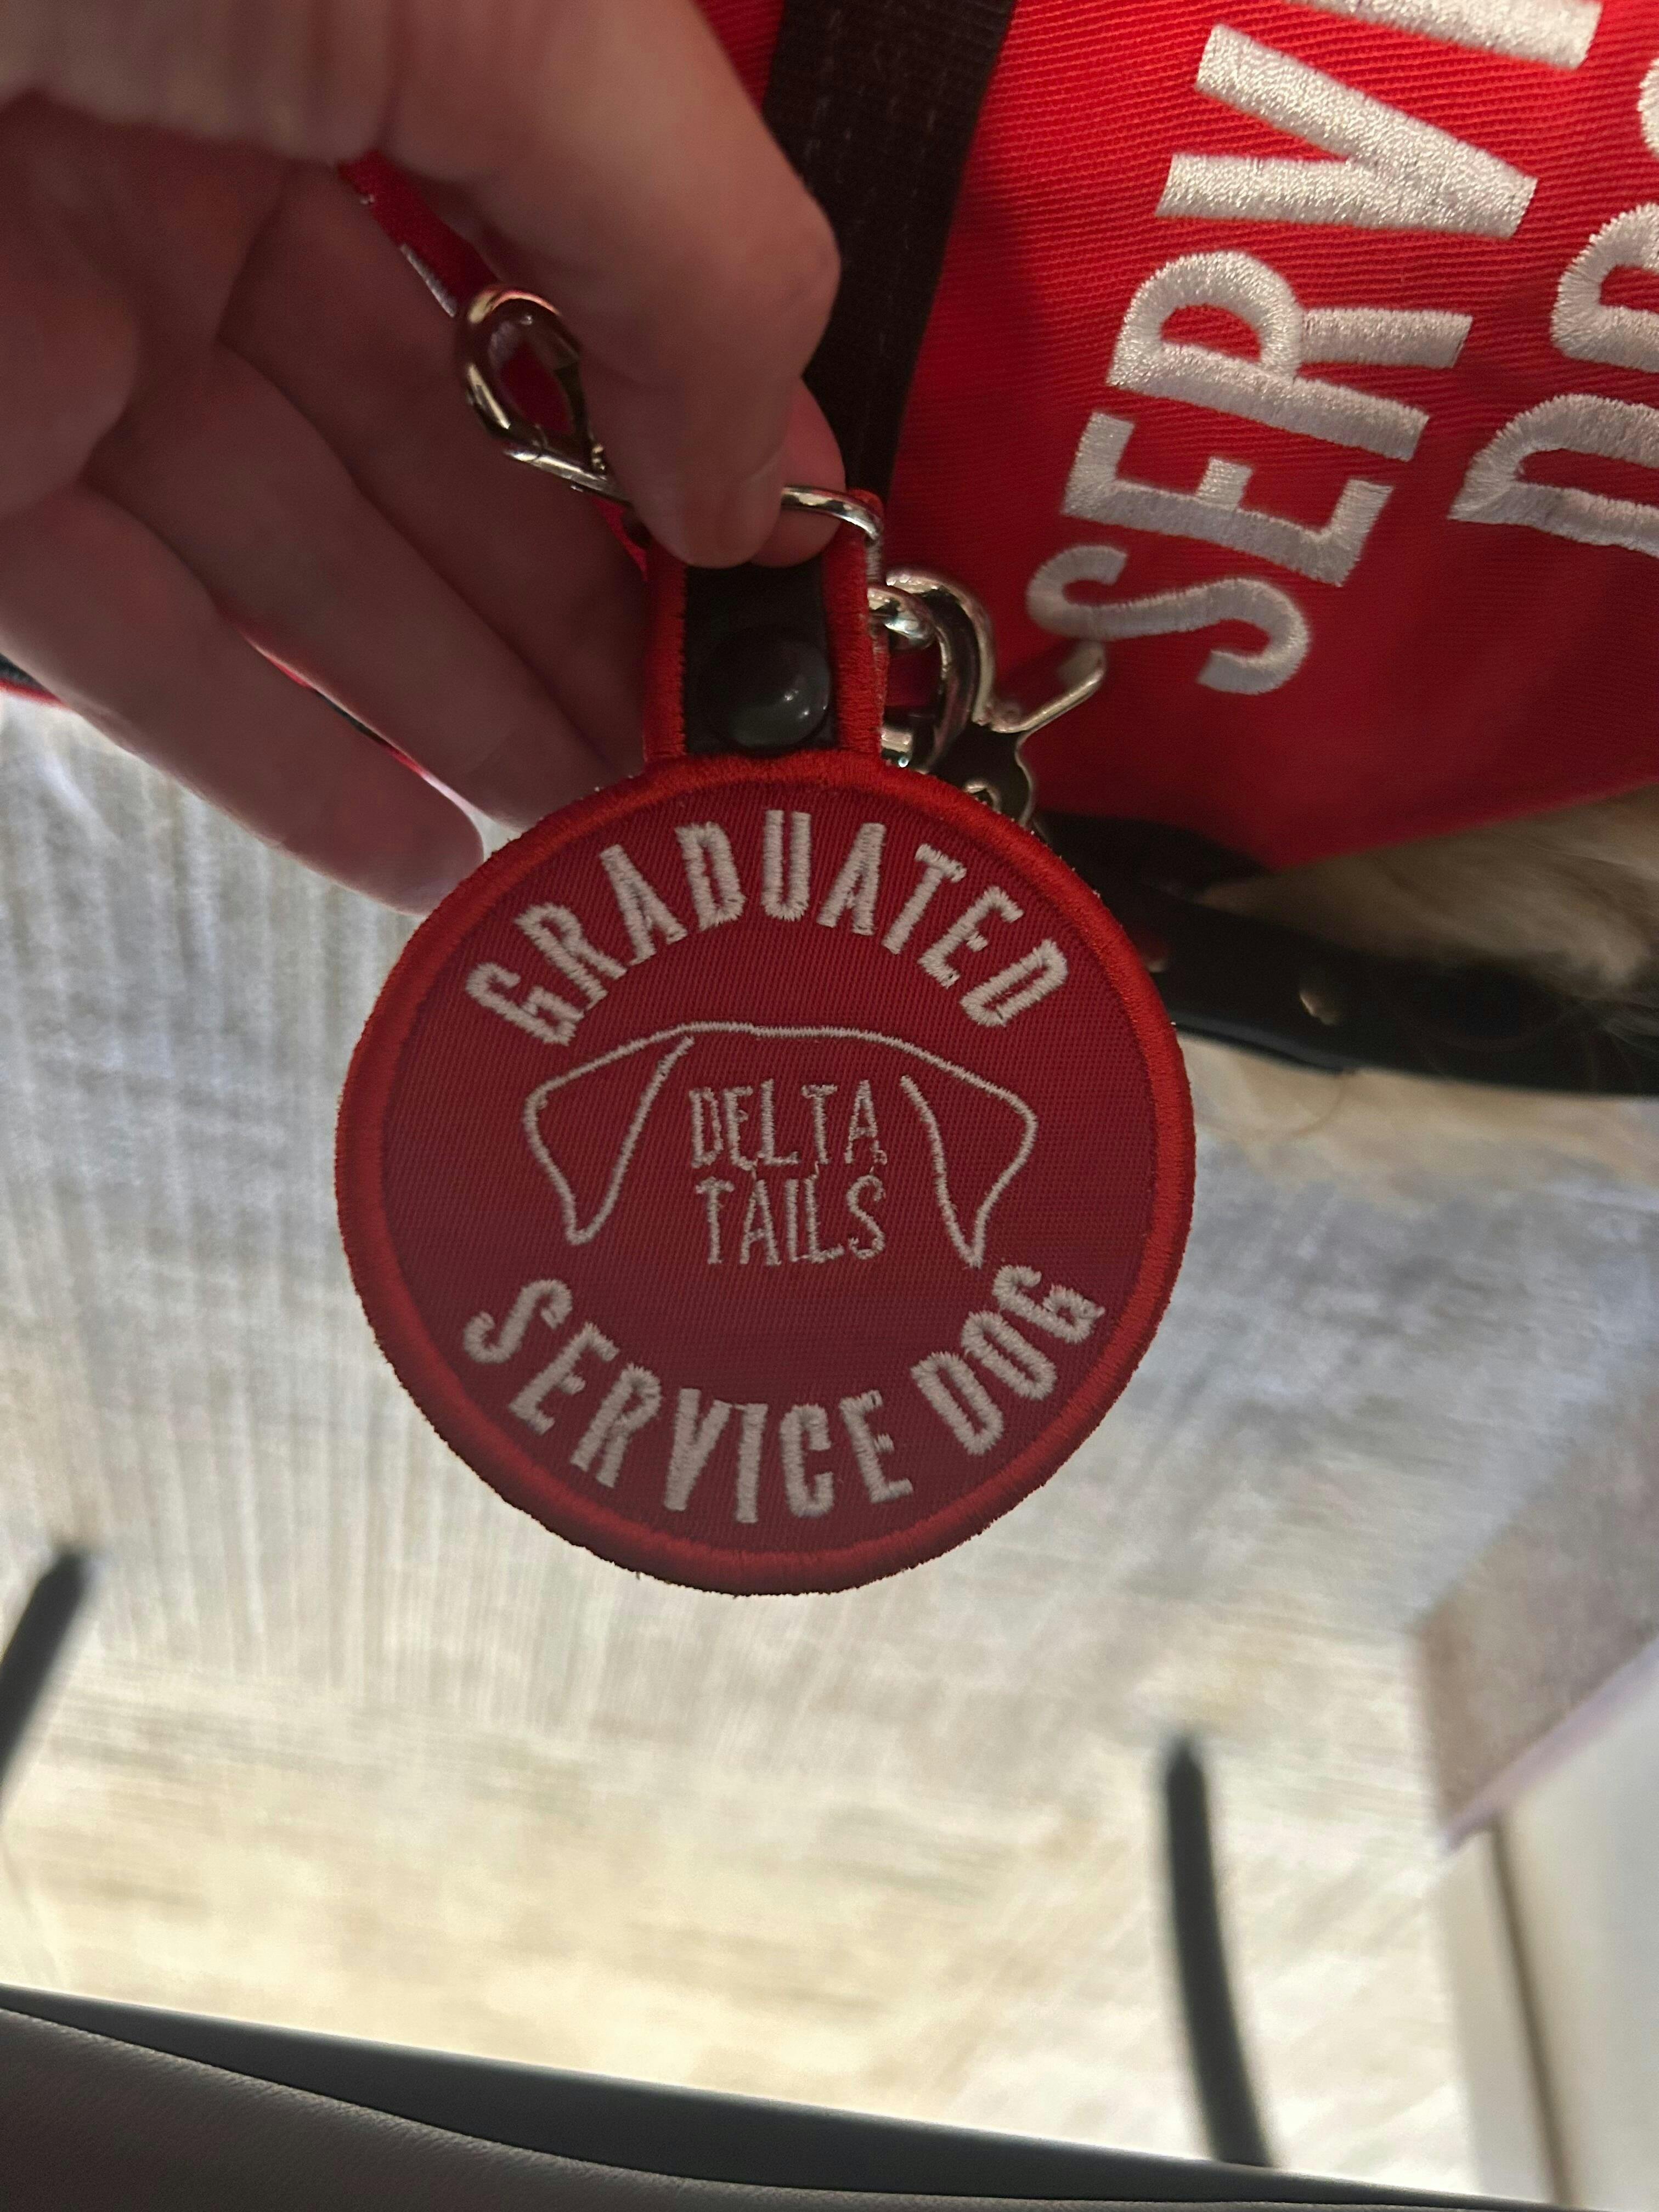 GRADUATED
DELTA
TAILS
SERVICE DOG